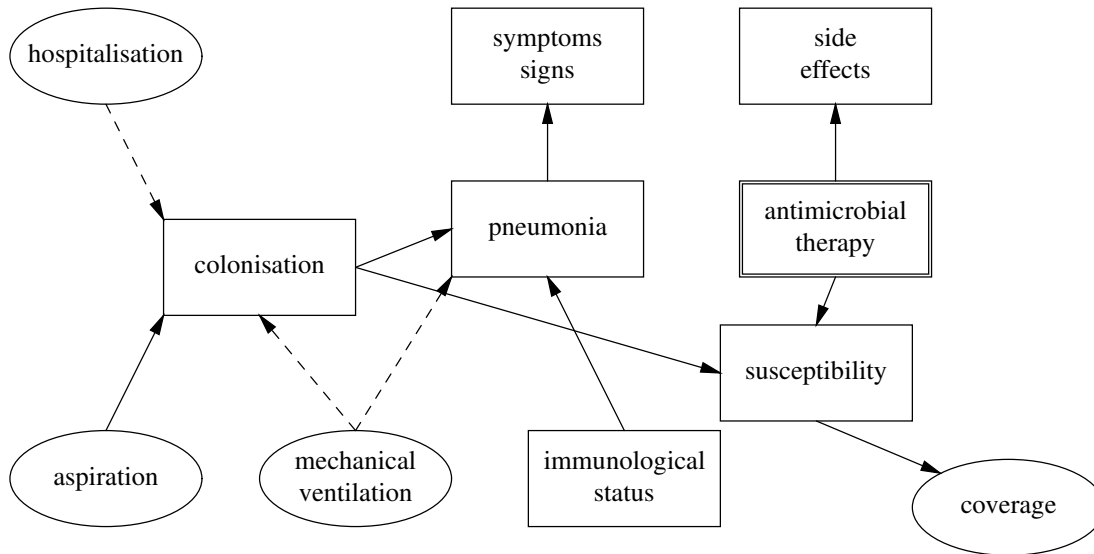 hospitalisation
symptoms
signs
side
effects
colonisation
pneumonia
antimicrobial
therapy
susceptibility
aspiration
mechanical
ventilation
immunological
status
coverage